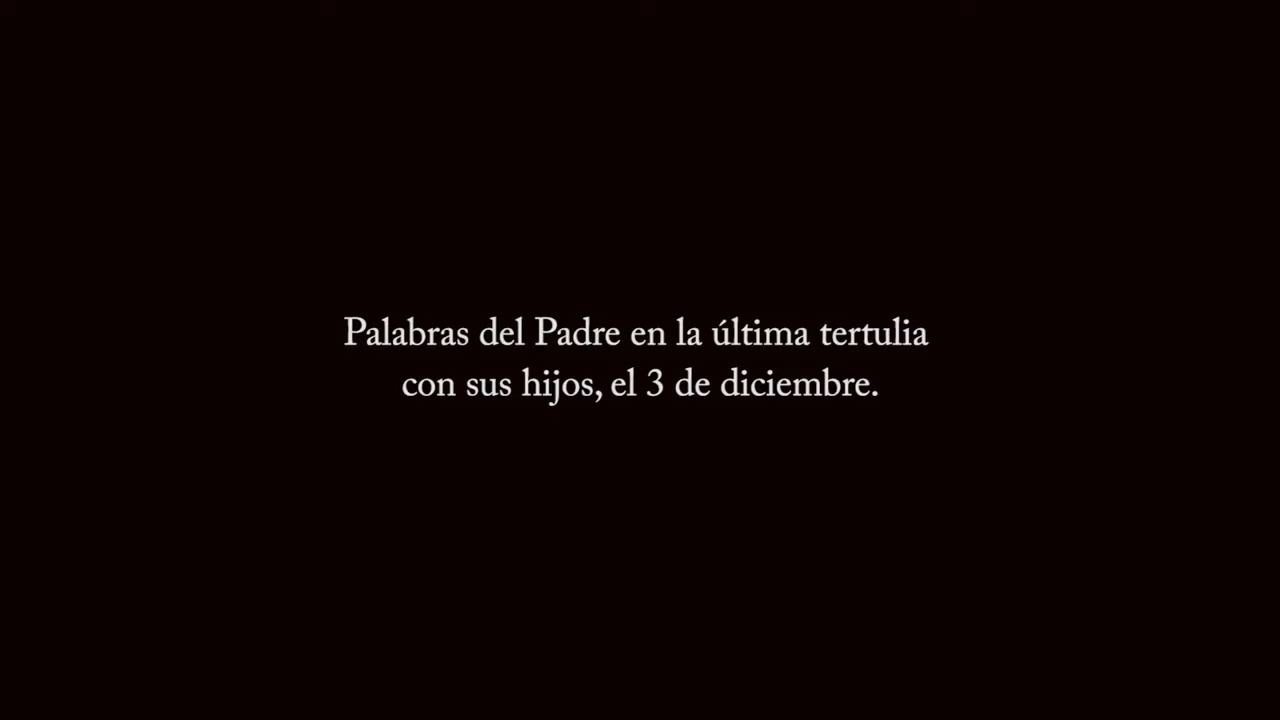 Palabras del Padre en la última tertulia
con sus hijos, el 3 de diciembre.